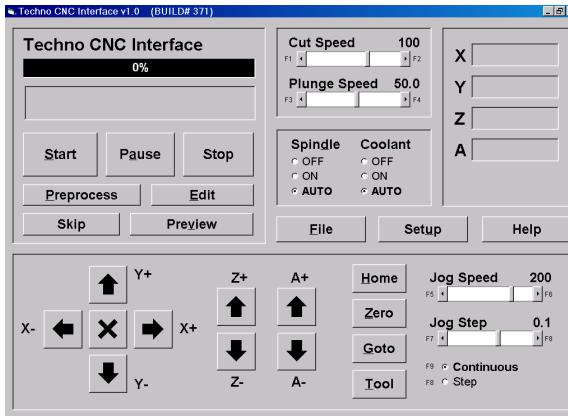 Techno CNC Interface v1.0 (BUILD# 371)
Techno CNC Interface
0%
Start Pause Stop
Preprocess Edit
Skip Preview
Cut Speed 100
F1 F2
Plunge Speed 50.0
F3 F4
Spindle Coolant
OFF OFF
ON ON
AUTO AUTO
X
Y
Z
A
File Setup Help
Y+
X- X+
Y-
Z+ A+
Z- A-
Home
Zero
Goto
Tool
Jog Speed 200
F5 F6
Jog Step 0.1
F7 F8
F9 Continuous
F8 Step